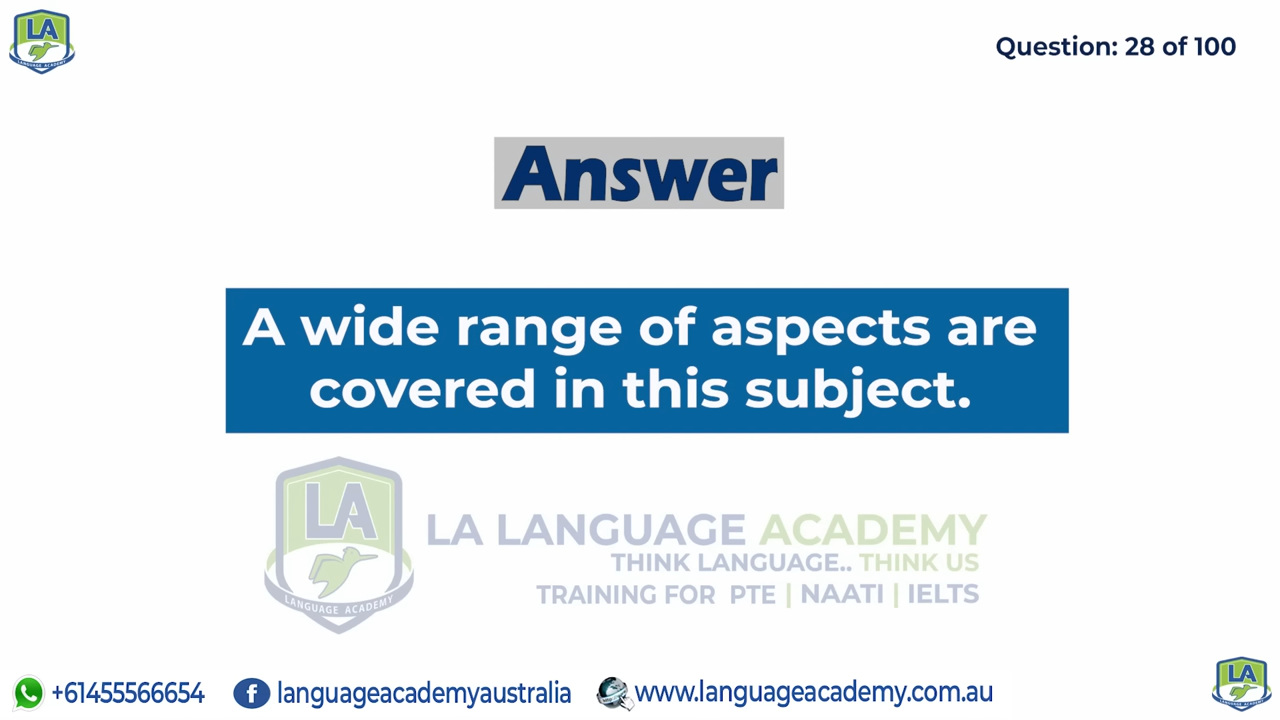 LA
LANGUAGE ACADEMY
Question: 28 of 100
Answer
A wide range of aspects are
covered in this subject.
LA
LANGUAGE ACADEMY
LA LANGUAGE ACADEMY
THINK LANGUAGE.. THINK US
TRAINING FOR PTE | NAATI | IELTS
+61455566654 languageacademyaustralia www.languageacademy.com.au
LA
LANGUAGE ACADEMY